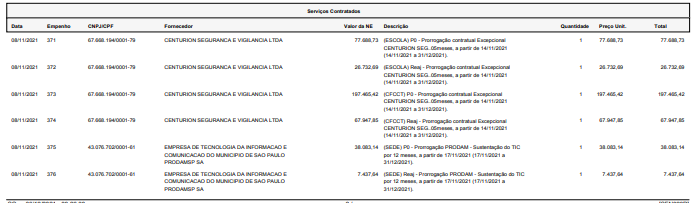 Serviços Contratados
Data Empenho CNPJ/CPF Fornecedor Valor da NE Descrição Quantidade Preço Unit. Total
08/11/2021 371 67.668.194/0001-79 CENTURION SEGURANCA E VIGILANCIA LTDA 77.688,73 (ESCOLA) P0 - Prorrogação contratual Excepcional 1 77.688,73 77.688,73
CENTURION SEG..05meses, a partir de 14/11/2021
(14/11/2021 a 31/12/2021).
08/11/2021 372 67.668.194/0001-79 CENTURION SEGURANCA E VIGILANCIA LTDA 26.732,69 (ESCOLA) Reaj - Prorrogação contratual Excepcional 1 26.732,69 26.732,69
CENTURION SEG..05meses, a partir de 14/11/2021
(14/11/2021 a 31/12/2021).
08/11/2021 373 67.668.194/0001-79 CENTURION SEGURANCA E VIGILANCIA LTDA 197.465,42 (CFCCT) P0 - Prorrogação contratual Excepcional 1 197.465,42 197.465,42
CENTURION SEG..05meses, a partir de 14/11/2021
(14/11/2021 a 31/12/2021).
08/11/2021 374 67.668.194/0001-79 CENTURION SEGURANCA E VIGILANCIA LTDA 67.947,85 (CFCCT) Reaj - Prorrogação contratual Excepcional 1 67.947,85 67.947,85
CENTURION SEG..05meses, a partir de 14/11/2021
(14/11/2021 a 31/12/2021).
08/11/2021 375 43.076.702/0001-61 EMPRESA DE TECNOLOGIA DA INFORMACAO E 38.083,14 (SEDE) P0 - Prorrogação PRODAM - Sustentação do TIC 1 38.083,14 38.083,14
COMUNICACAO DO MUNICIPIO DE SAO PAULO por 12 meses, a partir de 17/11/2021 (17/11/2021 a
PRODAMSP SA 31/12/2021).
08/11/2021 376 43.076.702/0001-61 EMPRESA DE TECNOLOGIA DA INFORMACAO E 7.437,64 (SEDE) Reaj - Prorrogação PRODAM - Sustentação do TIC 1 7.437,64 7.437,64
COMUNICACAO DO MUNICIPIO DE SAO PAULO por 12 meses, a partir de 17/11/2021 (17/11/2021 a
PRODAMSP SA 31/12/2021).